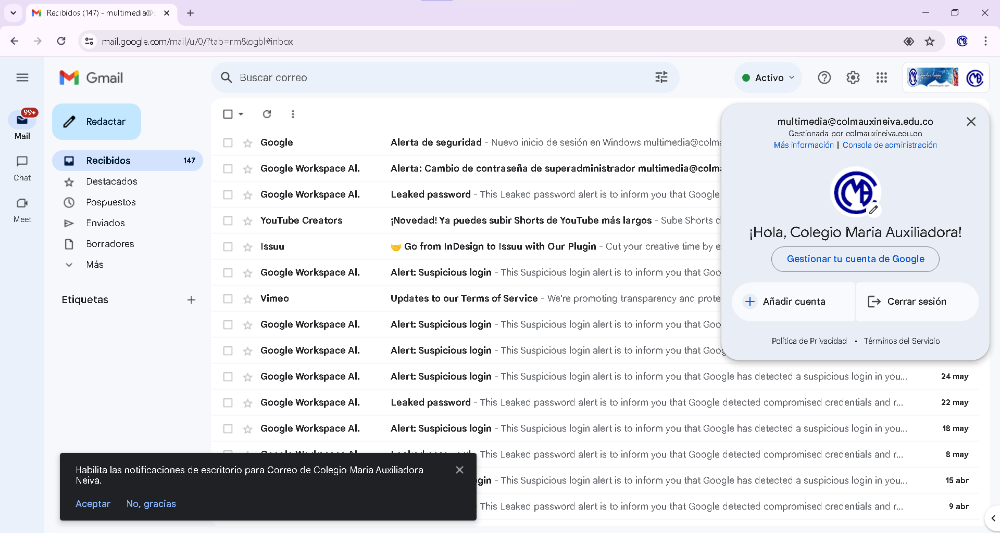 Recibidos (147) - multimedia@c
mail.google.com/mail/u/0/?tab=rm&ogbl#inbox
Gmail
Buscar correo
Activo
99+
Mail
Chat
Meet
Redactar
Recibidos 147
Destacados
Pospuestos
Enviados
Borradores
Más
Etiquetas
Google Alerta de seguridad - Nuevo inicio de sesión en Windows multimedia@colma
Google Workspace Al. Alerta: Cambio de contraseña de superadministrador multimedia@colma
Google Workspace Al. Leaked password - This Leaked password alert is to inform you that Google
YouTube Creators ¡Novedad! Ya puedes subir Shorts de YouTube más largos - Sube Shorts d
Issuu 🤝 Go from InDesign to Issuu with Our Plugin - Cut your creative time by e
Google Workspace Al. Alert: Suspicious login - This Suspicious login alert is to inform you that Goo
Vimeo Updates to our Terms of Service - We're promoting transparency and prote
Google Workspace Al. Alert: Suspicious login - This Suspicious login alert is to inform you that Goo
Google Workspace Al. Alert: Suspicious login - This Suspicious login alert is to inform you that Goog
Google Workspace Al. Alert: Suspicious login - This Suspicious login alert is to inform you that Google has detected a suspicious login in you... 24 may
Google Workspace Al. Leaked password - This Leaked password alert is to inform you that Google detected compromised credentials and r... 22 may
Google Workspace Al. Alert: Suspicious login - This Suspicious login alert is to inform you that Google has detected a suspicious login in you... 18 may
- This Leaked password alert is to inform you that Google detected compromised credentials and r... 8 may
gin - This Suspicious login alert is to inform you that Google has detected a suspicious login in you... 15 abr
- This Leaked password alert is to inform you that Google detected compromised credentials and r... 9 abr
multimedia@colmauxineiva.edu.co
Gestionada por colmauxineiva.edu.co
Más información | Consola de administración
¡Hola, Colegio Maria Auxiliadora!
Gestionar tu cuenta de Google
Añadir cuenta
Cerrar sesión
Política de Privacidad • Términos del Servicio
Habilita las notificaciones de escritorio para Correo de Colegio Maria Auxiliadora
Neiva.
Aceptar No, gracias